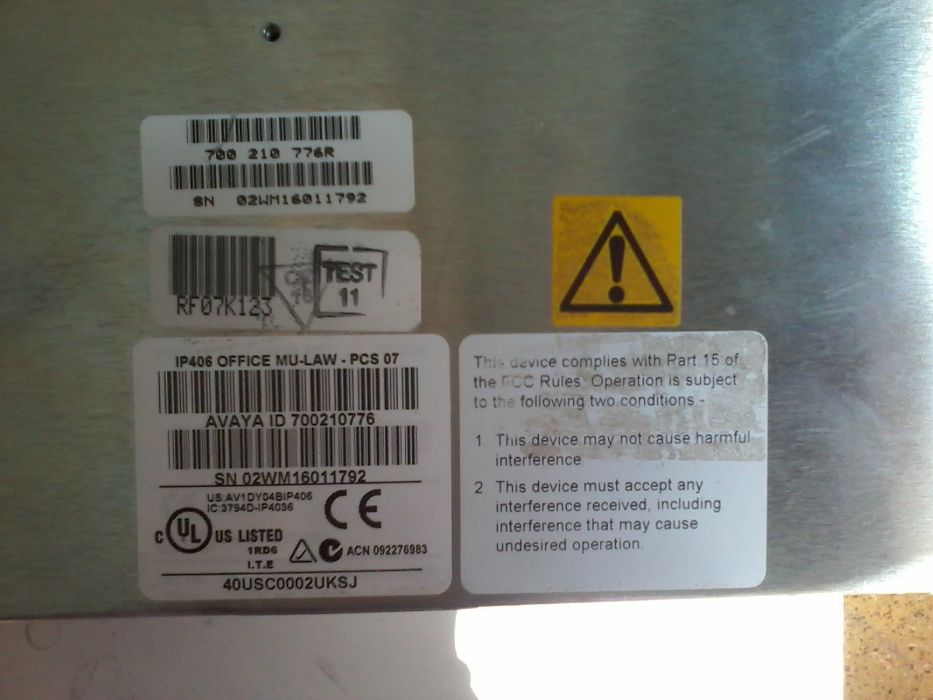 700 210 776R
SN 02WM16011792
RF07K123
TEST
11
IP406 OFFICE MU-LAW - PCS 07
AVAYA ID 700210776
SN 02WM16011792
US:AV1DY04BIP406
IC:3794D-IP4036
CE
C UL US LISTED
1RD6
I.T.E
ACN 092276983
40USC0002UKSJ
This device complies with Part 15 of
the FCC Rules. Operation is subject
to the following two conditions -
1. This device may not cause harmful
interference.
2. This device must accept any
interference received, including
interference that may cause
undesired operation.